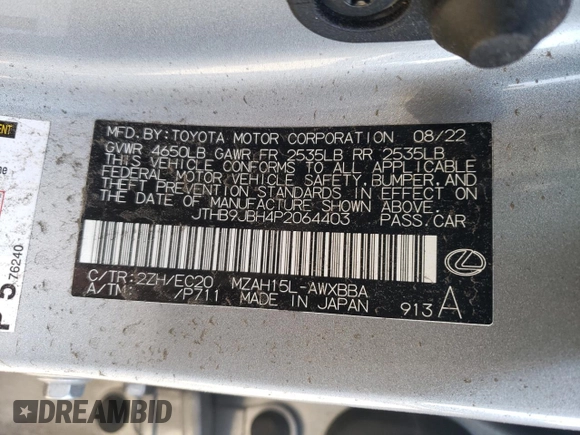 MFD. BY: TOYOTA MOTOR CORPORATION 08/22
GVWR 4650LB GAWR FR 2535LB RR 2535LB
THIS VEHICLE CONFORMS TO ALL APPLICABLE
FEDERAL MOTOR VEHICLE SAFETY, BUMPER, AND
THEFT PREVENTION STANDARDS IN EFFECT ON
THE DATE OF MANUFACTURE SHOWN ABOVE.
JTHB9JBH4P2064403 PASS. CAR
C/TR: 2ZH/EC20 MZAH15L-AWXBBA
A/TN: /P711 MADE IN JAPAN 913 A
76240
DREAMBID